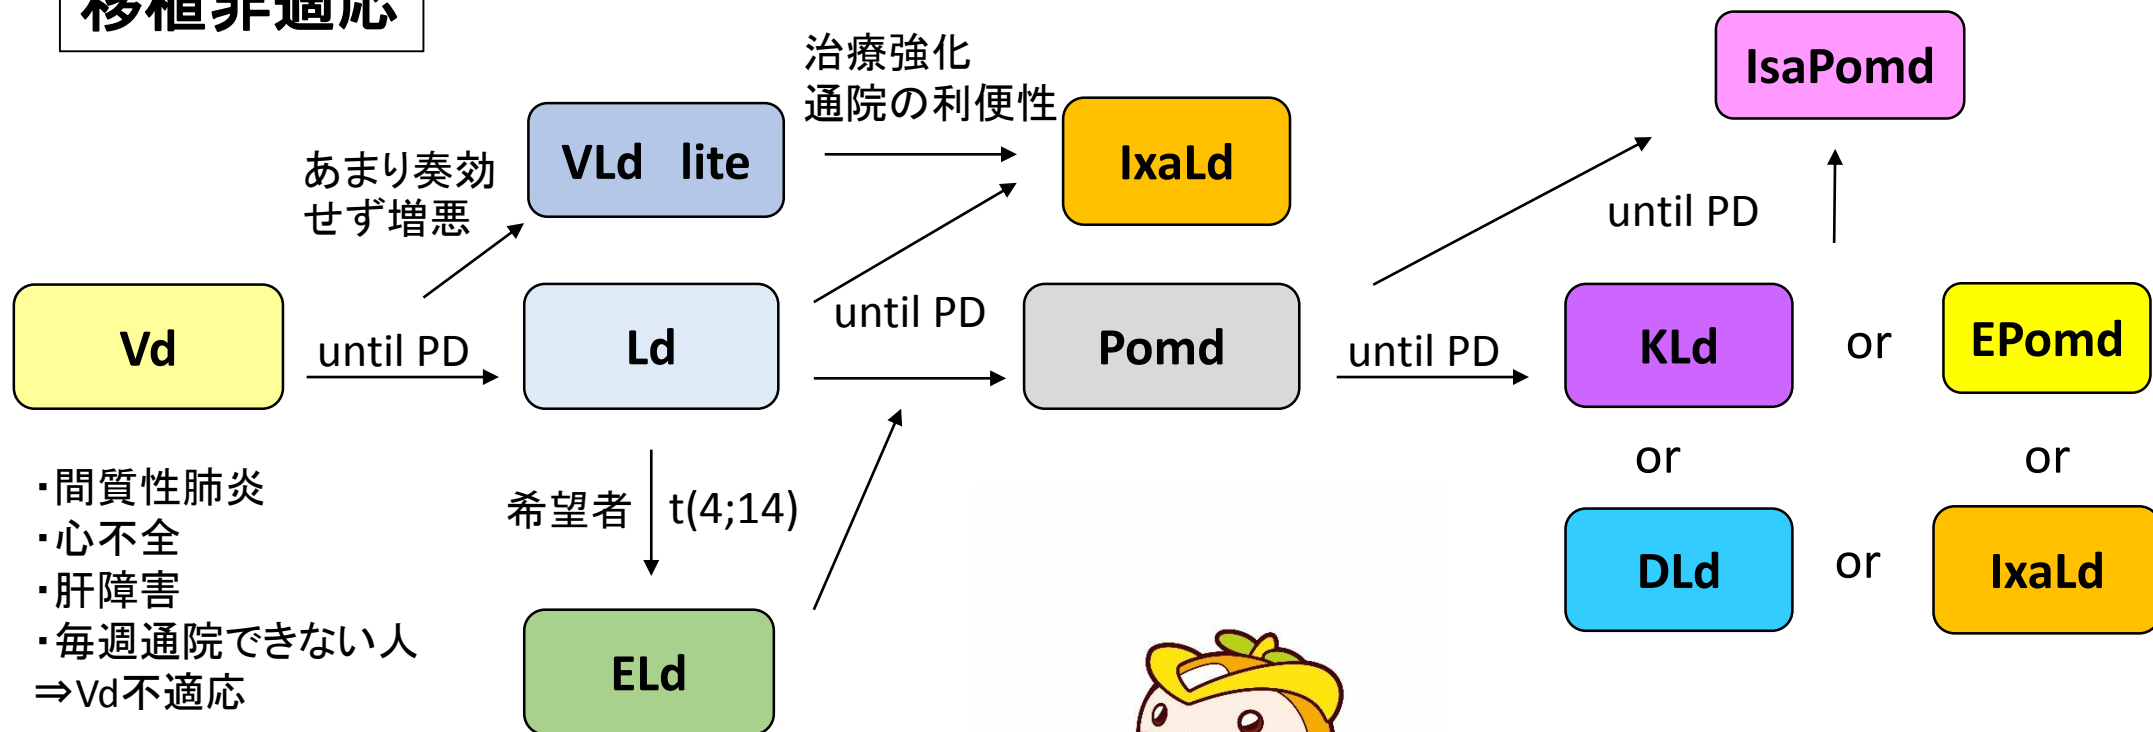 移植非適応
IsaPomd
治療強化
通院の利便性
VLd lite
IxaLd
あまり奏効
せず増悪
until PD
Vd
until PD
Ld
until PD
Pomd
until PD
KLd
or
EPomd
or
or
・間質性肺炎
・心不全
・肝障害
・毎週通院できない人
⇒Vd不適応
希望者
t(4;14)
DLd
or
IxaLd
ELd